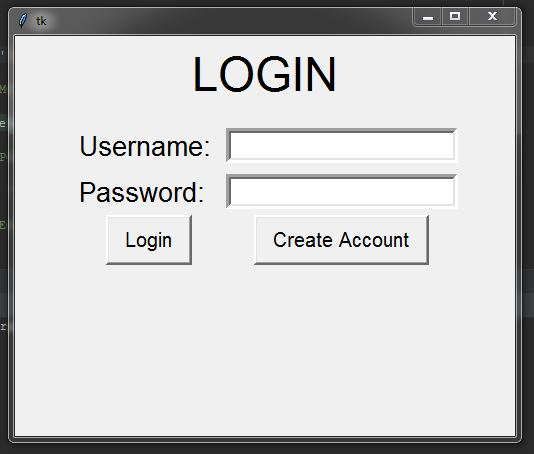 tk
LOGIN
Username:
Password:
Login Create Account